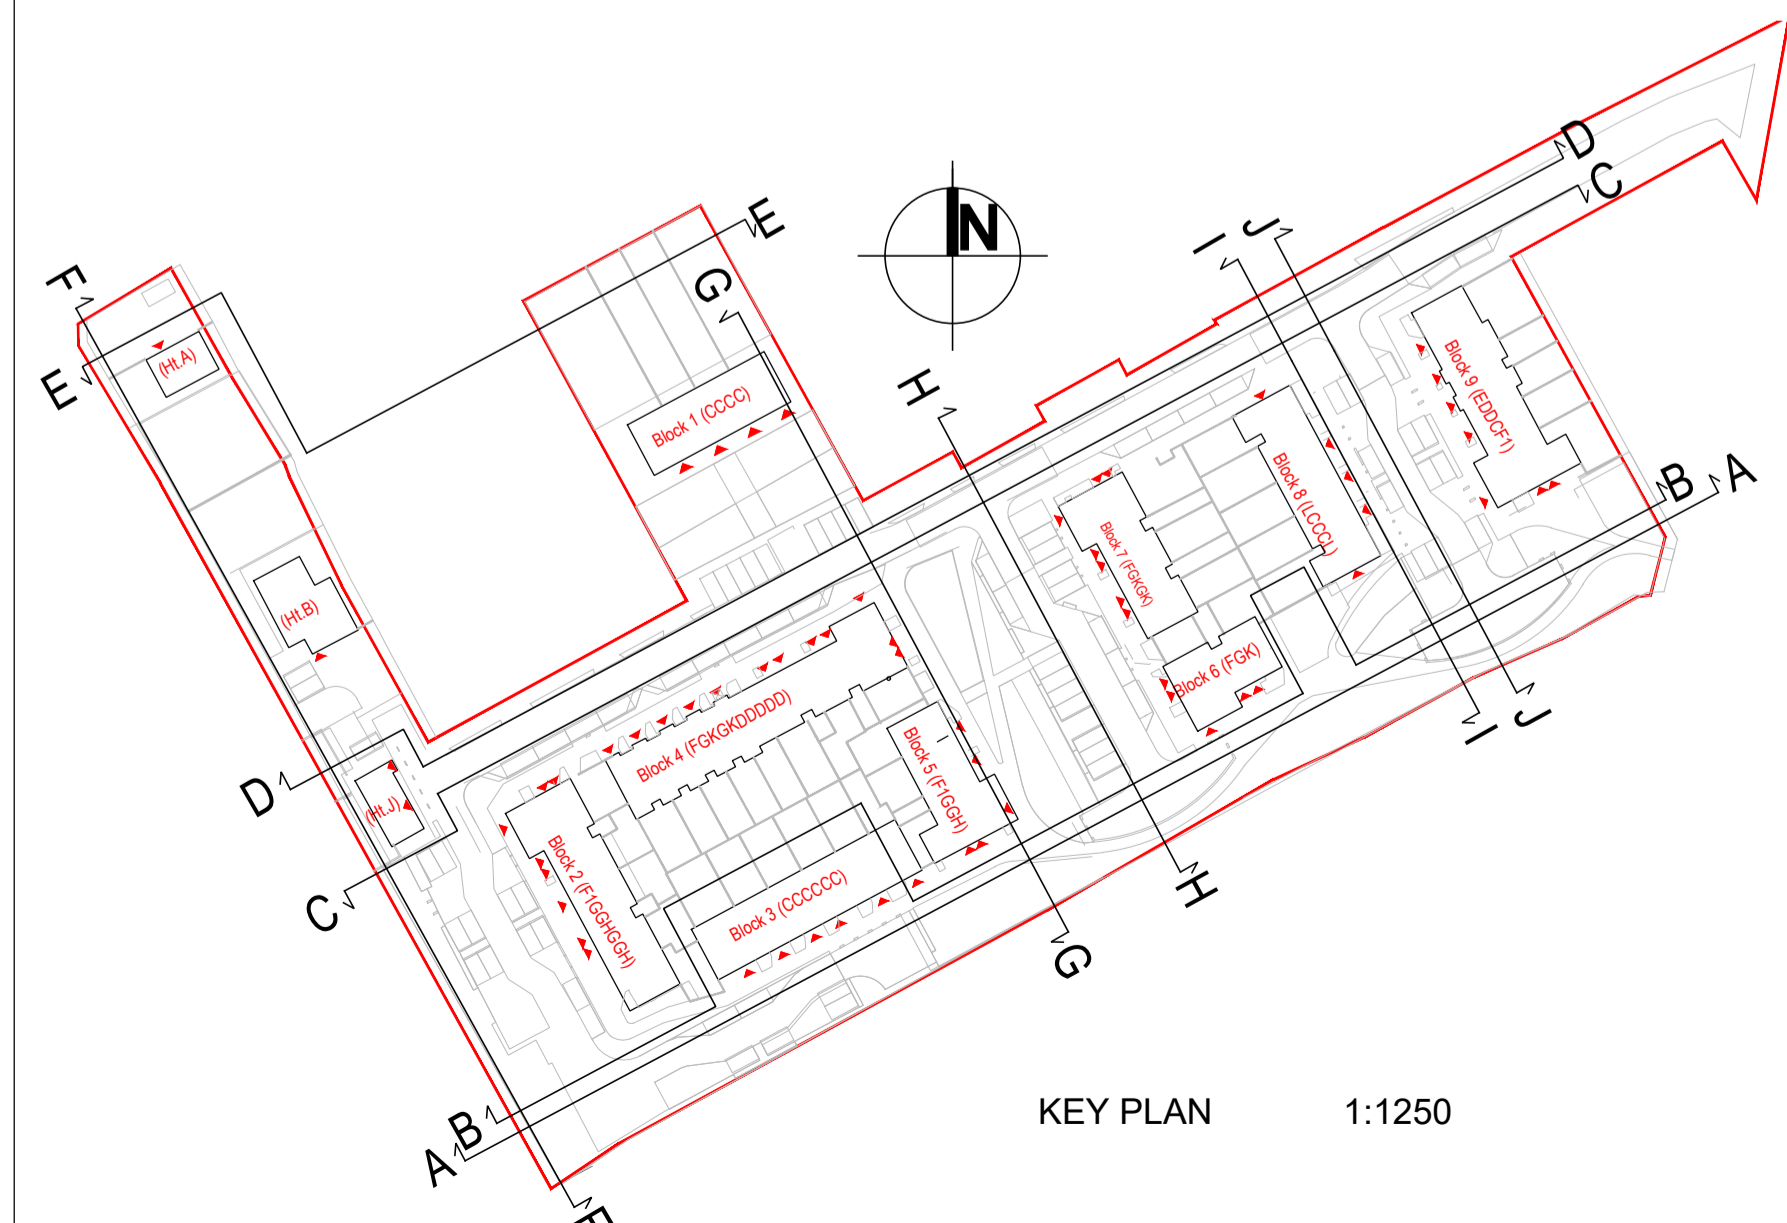 D
C
E
N
F
G
I
J
E
(Ht.A)
H
Block 1 (CCCC)
Block 9 (EDDCF1)
B
A
Block 8 (LCCCL)
Block 7 (FGKGK)
(Ht.B)
Block 6 (FGK)
Block 4 (FGKGKDDDDD)
J
I
D
(Ht.J)
Block 5 (F1GGH)
Block 2 (F1GGHGGH)
Block 3 (CCCCCC)
H
C
G
B
A
F
KEY PLAN 1:1250